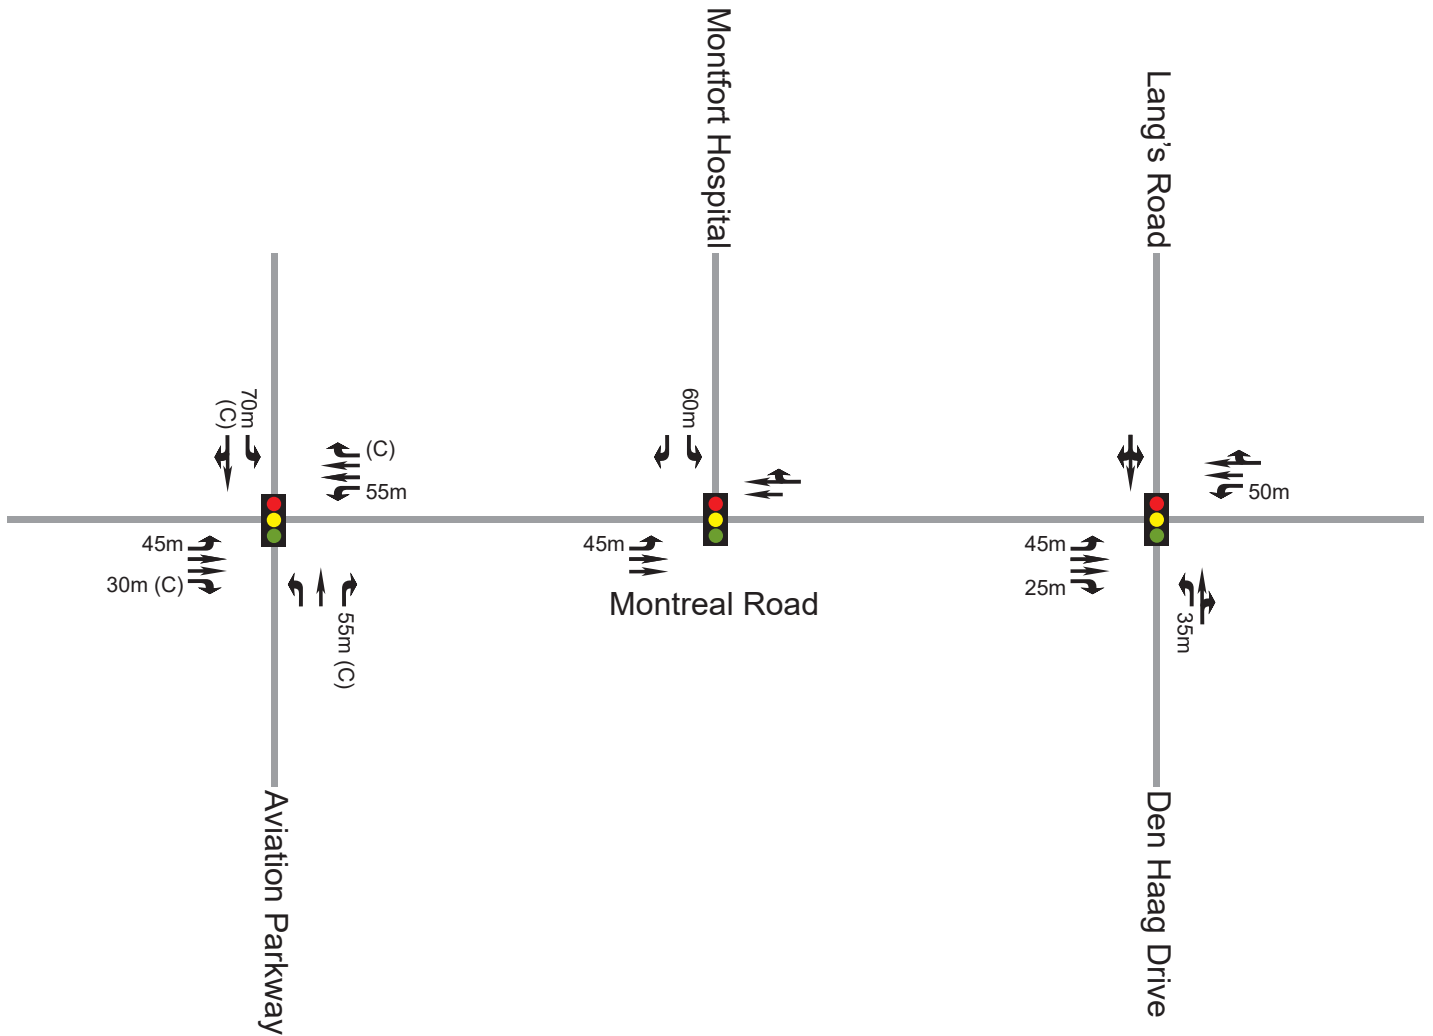 Montfort Hospital
Lang's Road
70m
(C)
(C)
55m
60m
50m
45m
30m (C)
45m
45m
25m
55m (C)
35m
Montreal Road
Aviation Parkway
Den Haag Drive